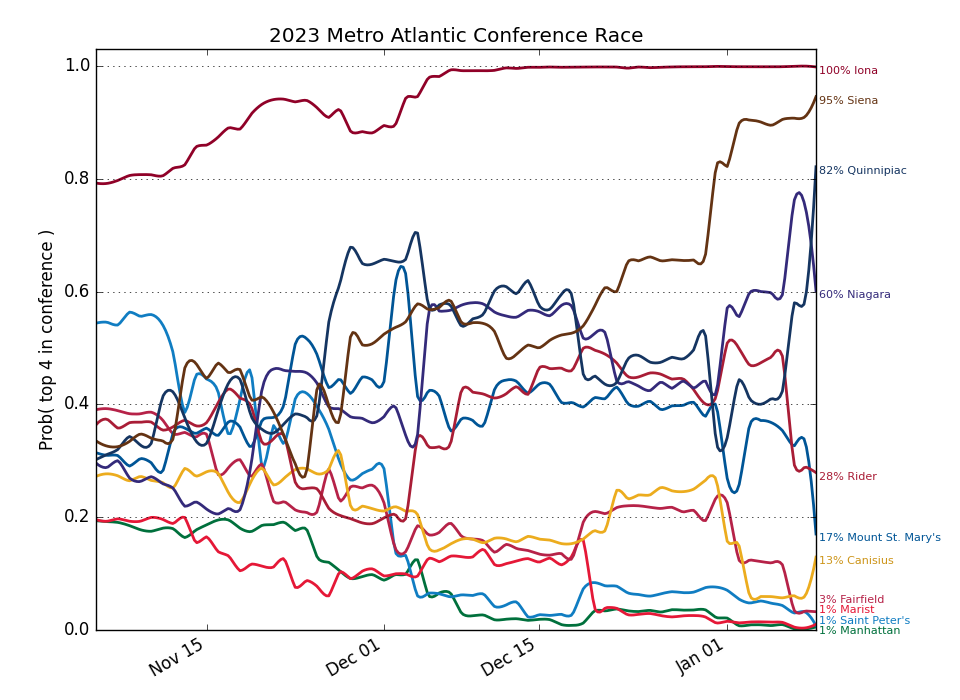 2023 Metro Atlantic Conference Race
Prob( top 4 in conference )
1.0
0.8
0.6
0.4
0.2
0.0
Nov 15
Dec 01
Dec 15
Jan 01
100% Iona
95% Siena
82% Quinnipiac
60% Niagara
28% Rider
17% Mount St. Mary's
13% Canisius
3% Fairfield
1% Marist
1% Saint Peter's
1% Manhattan